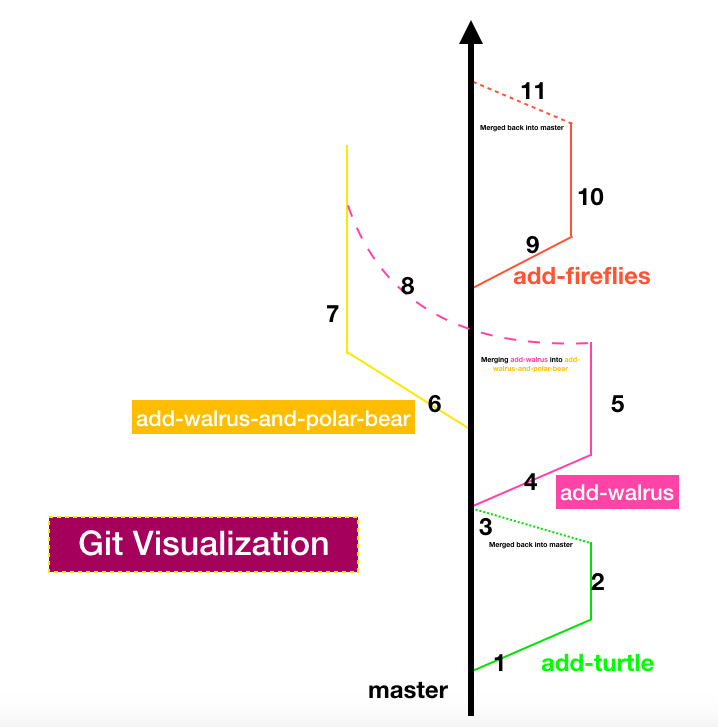 11
Merged back into master
10
9
add-fireflies
8
7
Merging add-walrus into add-
walrus-and-polar-bear
6
5
add-walrus-and-polar-bear
4
add-walrus
3
Git Visualization
Merged back into master
2
1
add-turtle
master